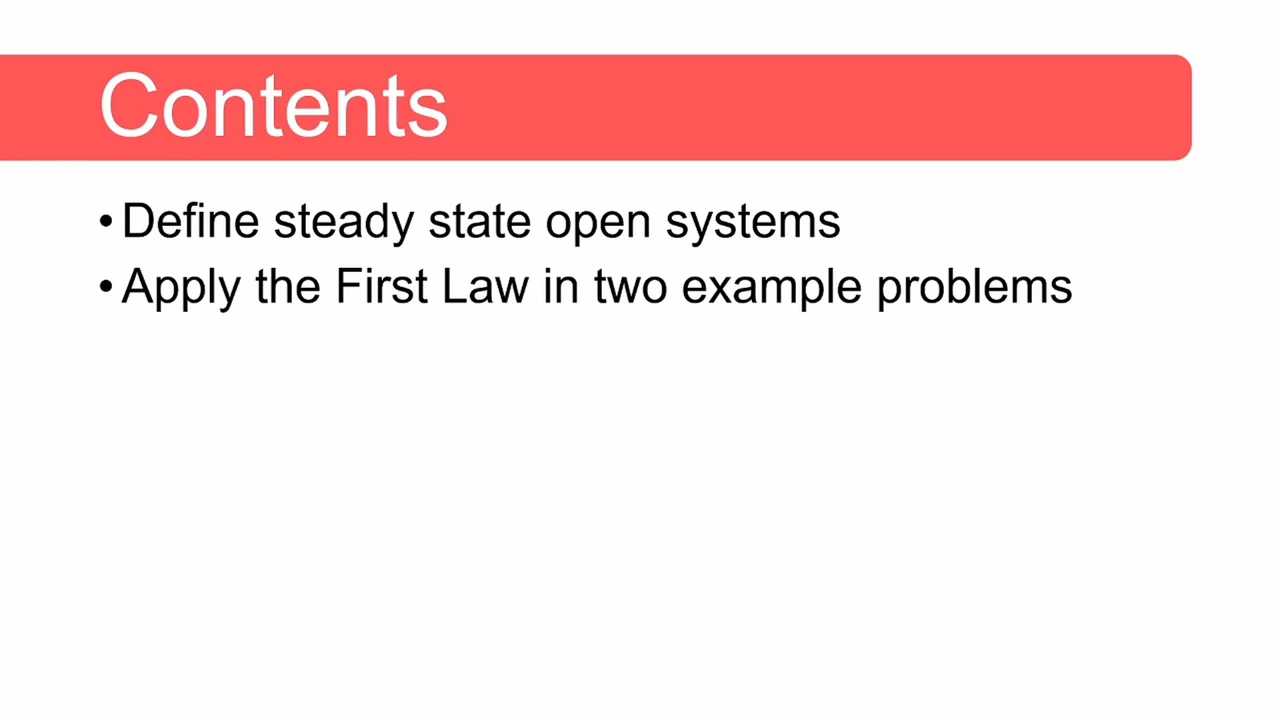 Contents
•Define steady state open systems
•Apply the First Law in two example problems